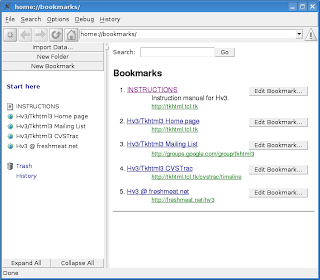 home://bookmarks/
File Search Options Debug History
home://bookmarks/
Import Data...
New Folder
New Bookmark
Start here
INSTRUCTIONS
Hv3/Tkhtml3 Home page
Hv3/Tkhtml3 Mailing List
Hv3/Tkhtml3 CVSTrac
Hv3 @ freshmeat.net
Trash
History
Expand All Collapse All
Search: Go
Bookmarks
1. INSTRUCTIONS Edit Bookmark...
Instruction manual for Hv3.
http://tkhtml.tcl.tk
2. Hv3/Tkhtml3 Home page Edit Bookmark...
http://tkhtml.tcl.tk
3. Hv3/Tkhtml3 Mailing List Edit Bookmark...
http://groups.google.com/group/tkhtml3
4. Hv3/Tkhtml3 CVSTrac Edit Bookmark...
http://tkhtml.tcl.tk/cvstrac/timeline
5. Hv3 @ freshmeat.net Edit Bookmark...
http://freshmeat.net/hv3
Done